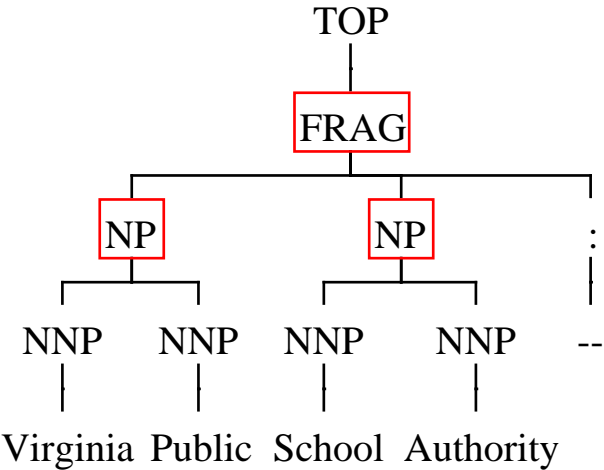 TOP
FRAG
NP NP :
NNP NNP NNP NNP --
Virginia Public School Authority